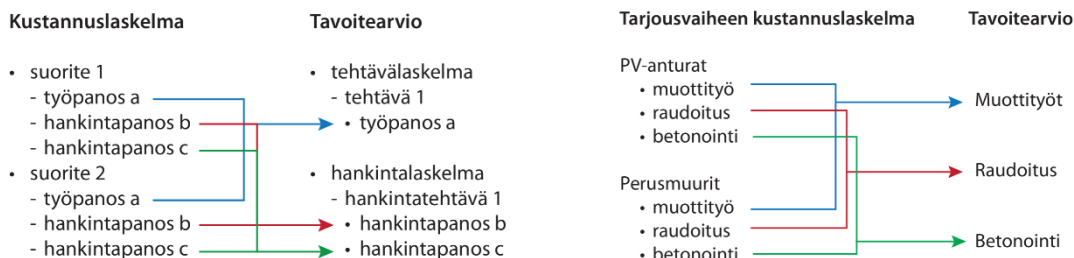 Kustannuslaskelma
• suorite 1
- työpanos a
- hankintapanos b
- hankintapanos c
• suorite 2
- työpanos a
- hankintapanos b
- hankintapanos c
Tavoitearvio
• tehtävälaskelma
- tehtävä 1
• työpanos a
• hankintalaskelma
- hankintatehtävä 1
• hankintapanos b
• hankintapanos c
Tarjousvaiheen kustannuslaskelma
PV-anturat
• muottityö
• raudoitus
• betonointi
Perusmuurit
• muottityö
• raudoitus
• betonointi
Tavoitearvio
Muottityöt
Raudoitus
Betonointi